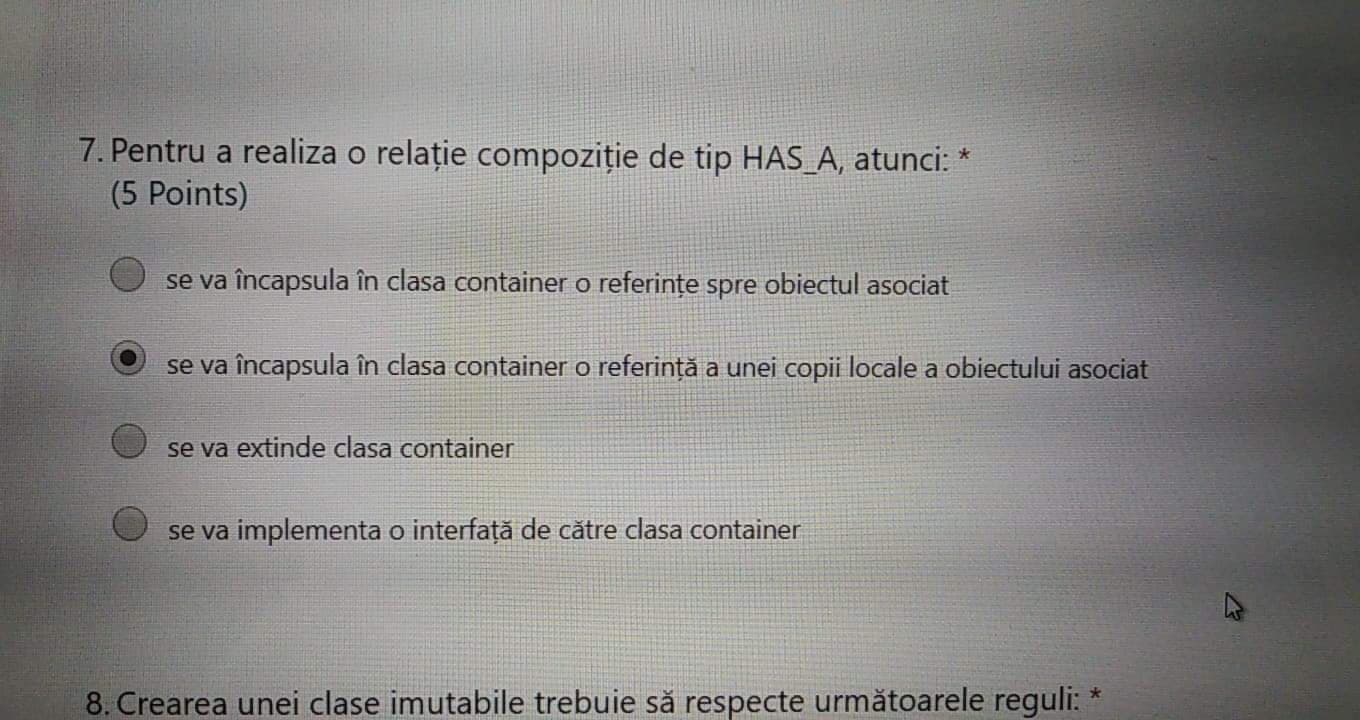 7. Pentru a realiza o relație compoziție de tip HAS_A, atunci: *
(5 Points)
se va încapsula în clasa container o referințe spre obiectul asociat
se va încapsula în clasa container o referință a unei copii locale a obiectului asociat
se va extinde clasa container
se va implementa o interfață de către clasa container
8. Crearea unei clase imutabile trebuie să respecte următoarele reguli: *